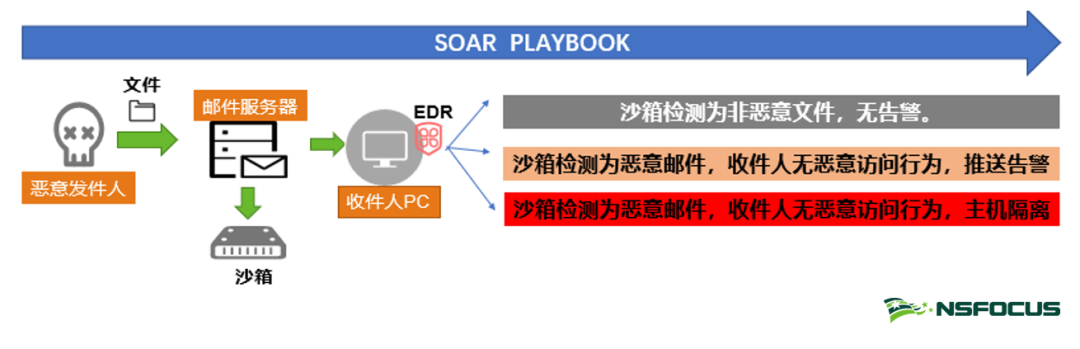 SOAR PLAYBOOK
文件
邮件服务器
EDR
恶意发件人
收件人PC
沙箱
沙箱检测为非恶意文件，无告警。
沙箱检测为恶意邮件，收件人无恶意访问行为，推送告警
沙箱检测为恶意邮件，收件人无恶意访问行为，主机隔离
NSFOCUS